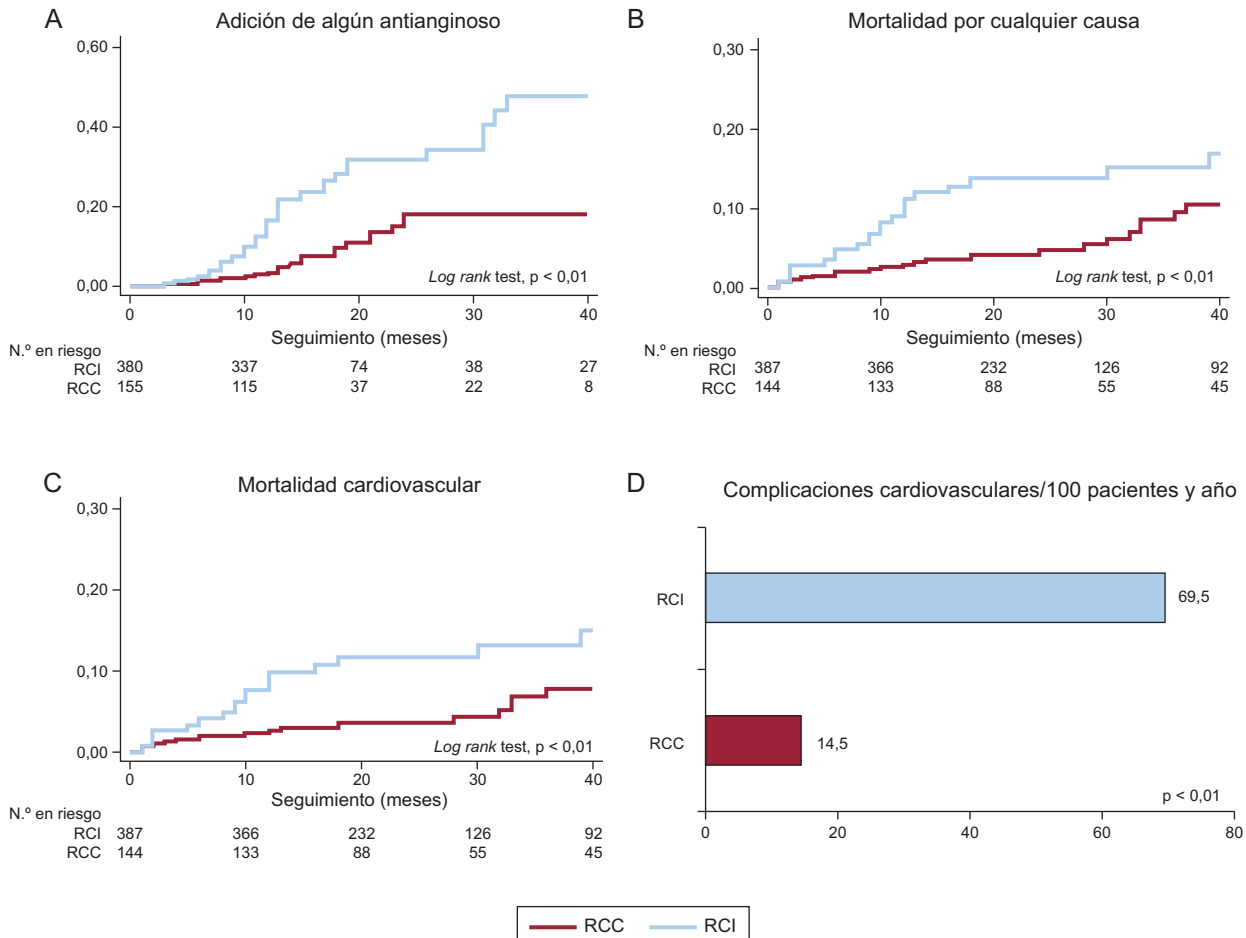 A
Adición de algún antianginoso
0,60
0,40
0,20
0,00
Log rank test, p < 0,01
0 10 20 30 40
Seguimiento (meses)
N.º en riesgo
RCI 380 337 74 38 27
RCC 155 115 37 22 8
B
Mortalidad por cualquier causa
0,30
0,20
0,10
0,00
Log rank test, p < 0,01
0 10 20 30 40
Seguimiento (meses)
N.º en riesgo
RCI 387 366 232 126 92
RCC 144 133 88 55 45
C
Mortalidad cardiovascular
0,30
0,20
0,10
0,00
Log rank test, p < 0,01
0 10 20 30 40
Seguimiento (meses)
N.º en riesgo
RCI 387 366 232 126 92
RCC 144 133 88 55 45
D
Complicaciones cardiovasculares/100 pacientes y año
RCI 69,5
RCC 14,5
p < 0,01
0 20 40 60 80
RCC RCI